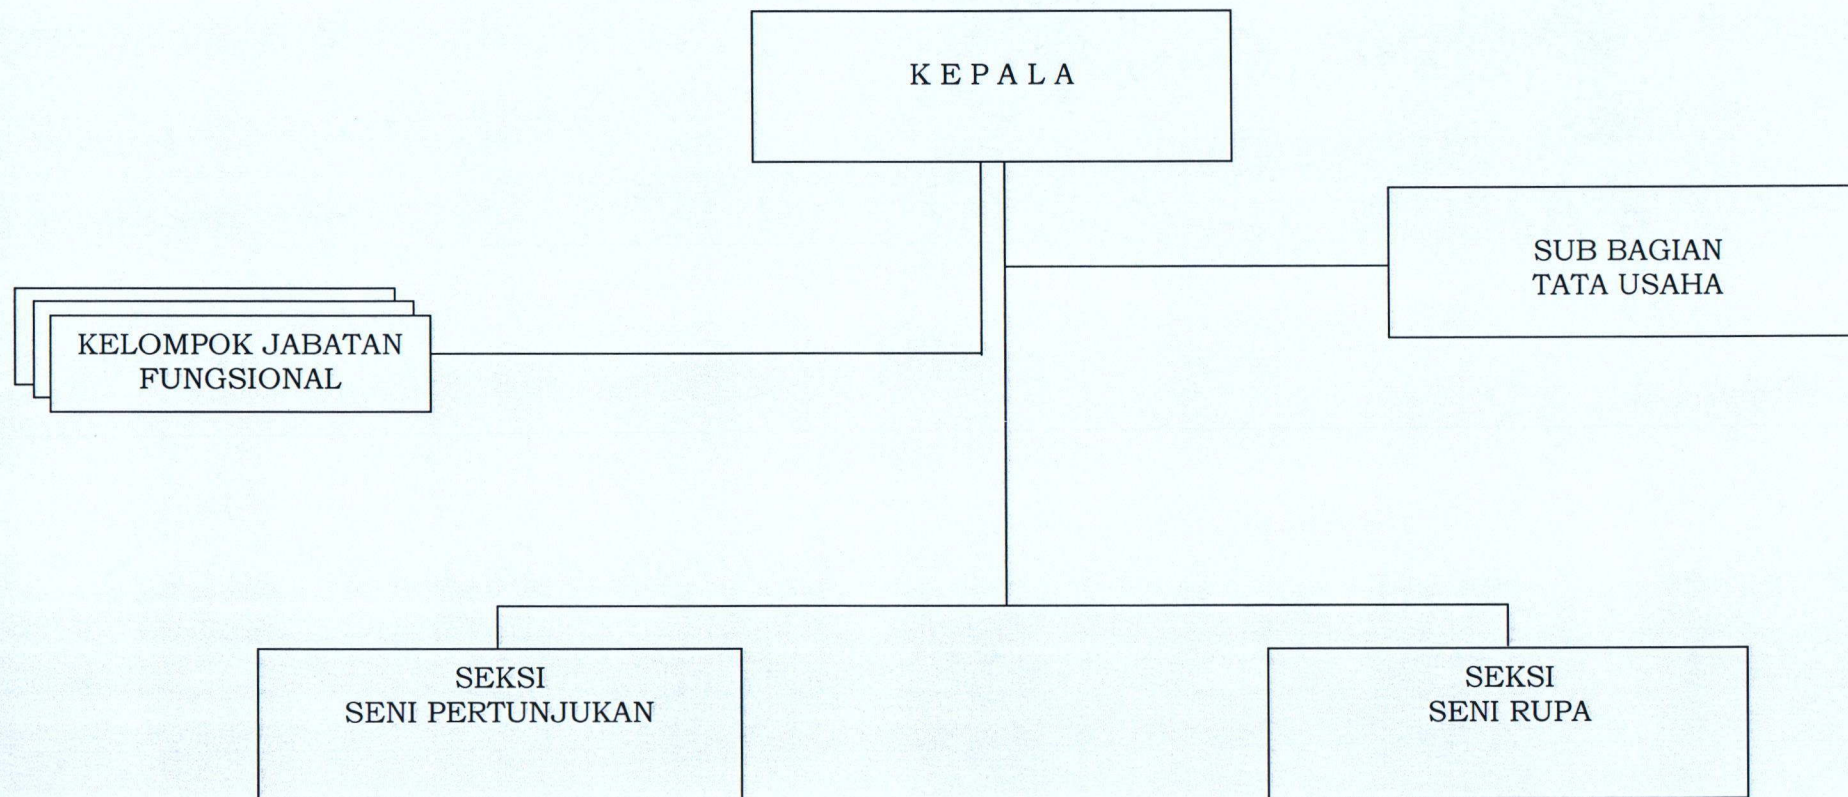 K E P A L A
SUB BAGIAN
TATA USAHA
KELOMPOK JABATAN
FUNGSIONAL
SEKSI
SENI PERTUNJUKAN
SEKSI
SENI RUPA